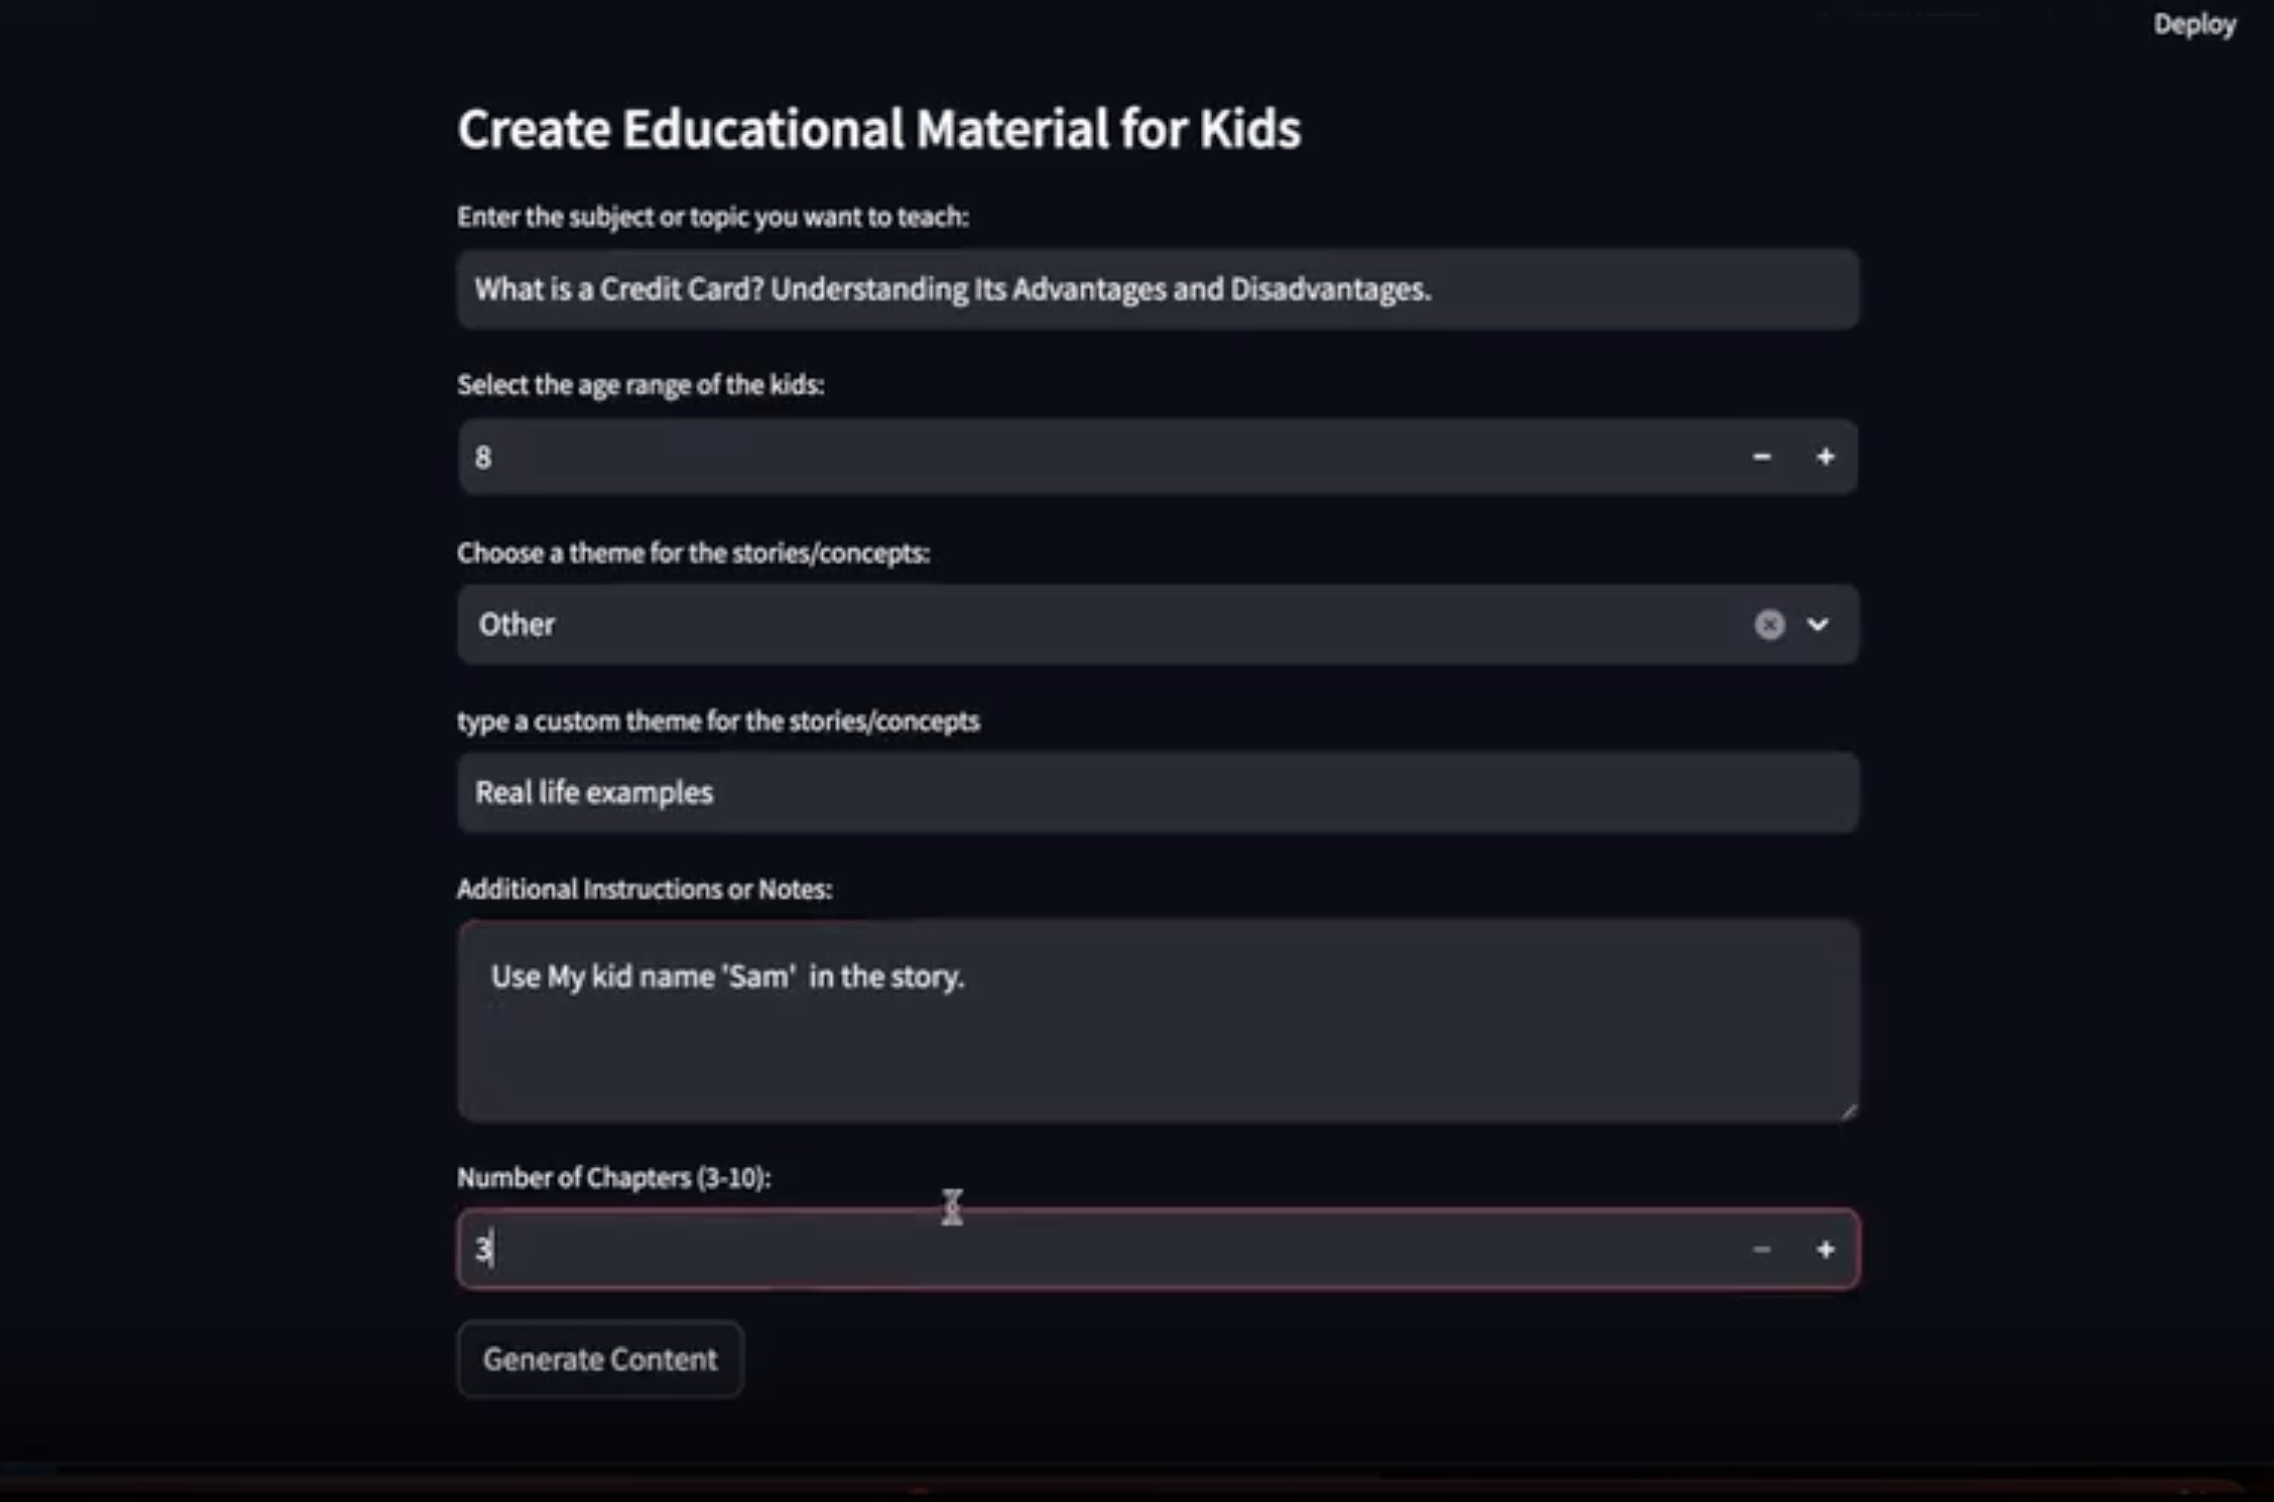 Deploy
Create Educational Material for Kids
Enter the subject or topic you want to teach:
What is a Credit Card? Understanding Its Advantages and Disadvantages.
Select the age range of the kids:
8
Choose a theme for the stories/concepts:
Other
type a custom theme for the stories/concepts
Real life examples
Additional Instructions or Notes:
Use My kid name 'Sam'  in the story.
Number of Chapters (3-10):
3
Generate Content